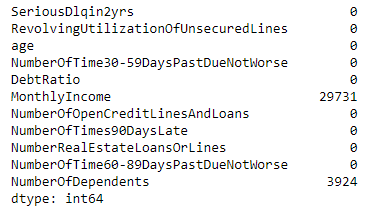 SeriousDlqin2yrs 0
RevolvingUtilizationOfUnsecuredLines 0
age 0
NumberOfTime30-59DaysPastDueNotWorse 0
DebtRatio 0
MonthlyIncome 29731
NumberOfOpenCreditLinesAndLoans 0
NumberOfTimes90DaysLate 0
NumberRealEstateLoansOrLines 0
NumberOfTime60-89DaysPastDueNotWorse 0
NumberOfDependents 3924
dtype: int64